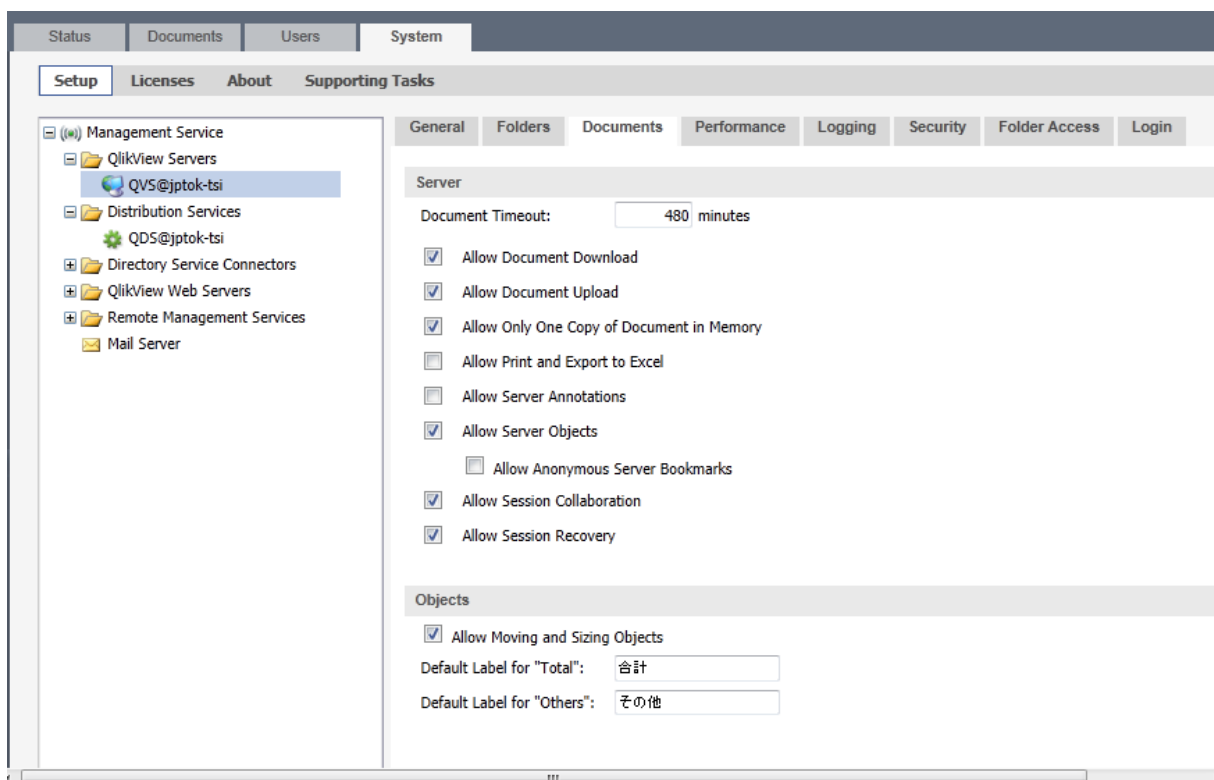 Status Documents Users System
Setup Licenses About Supporting Tasks
Management Service
QlikView Servers
QVS@jptok-tsi
Distribution Services
QDS@jptok-tsi
Directory Service Connectors
QlikView Web Servers
Remote Management Services
Mail Server
General Folders Documents Performance Logging Security Folder Access Login
Server
Document Timeout: 480 minutes
Allow Document Download
Allow Document Upload
Allow Only One Copy of Document in Memory
Allow Print and Export to Excel
Allow Server Annotations
Allow Server Objects
Allow Anonymous Server Bookmarks
Allow Session Collaboration
Allow Session Recovery
Objects
Allow Moving and Sizing Objects
Default Label for "Total": 合計
Default Label for "Others": その他